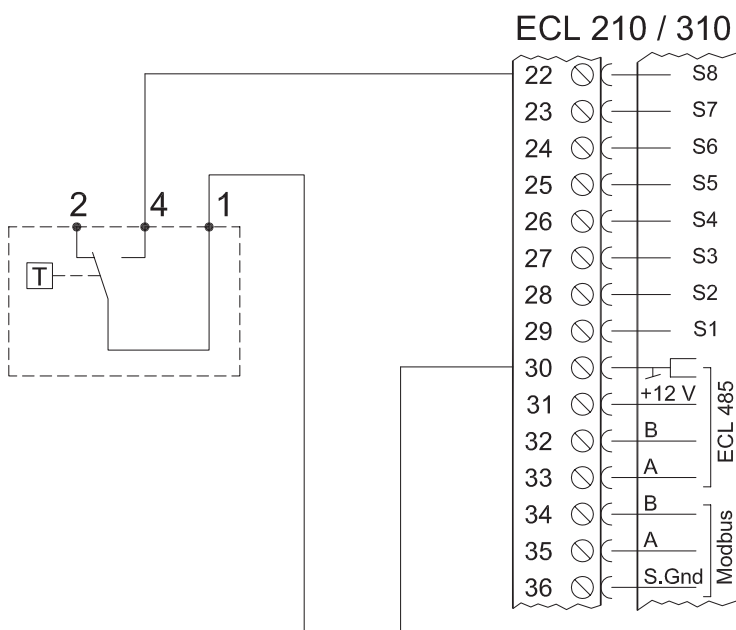 ECL 210 / 310
22 S8
23 S7
24 S6
25 S5
26 S4
27 S3
28 S2
29 S1
30
31 +12 V
32 B
33 A
ECL 485
34 B
35 A
36 S.Gnd
Modbus
2 4 1
T